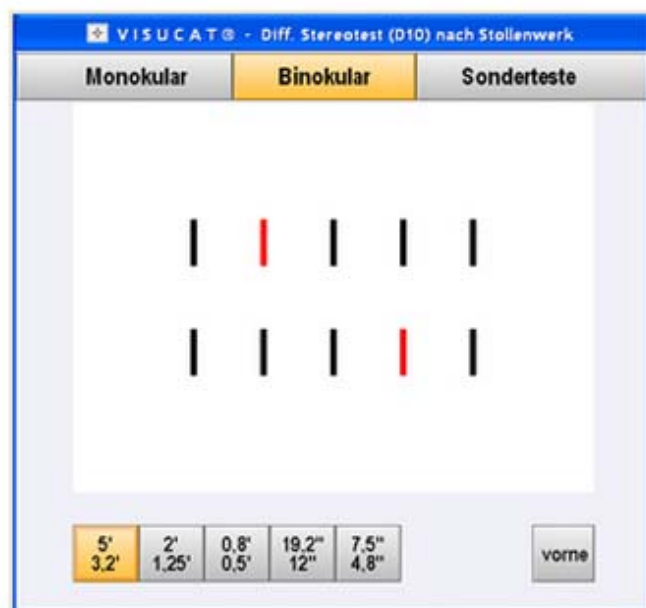 VISUCAT® - Diff. Stereotest (D10) nach Stollenwerk
Monokular Binokular Sonderteste
5' 2' 0,8' 19,2" 7,5"
3,2' 1,25' 0,5' 12" 4,8"
vorne